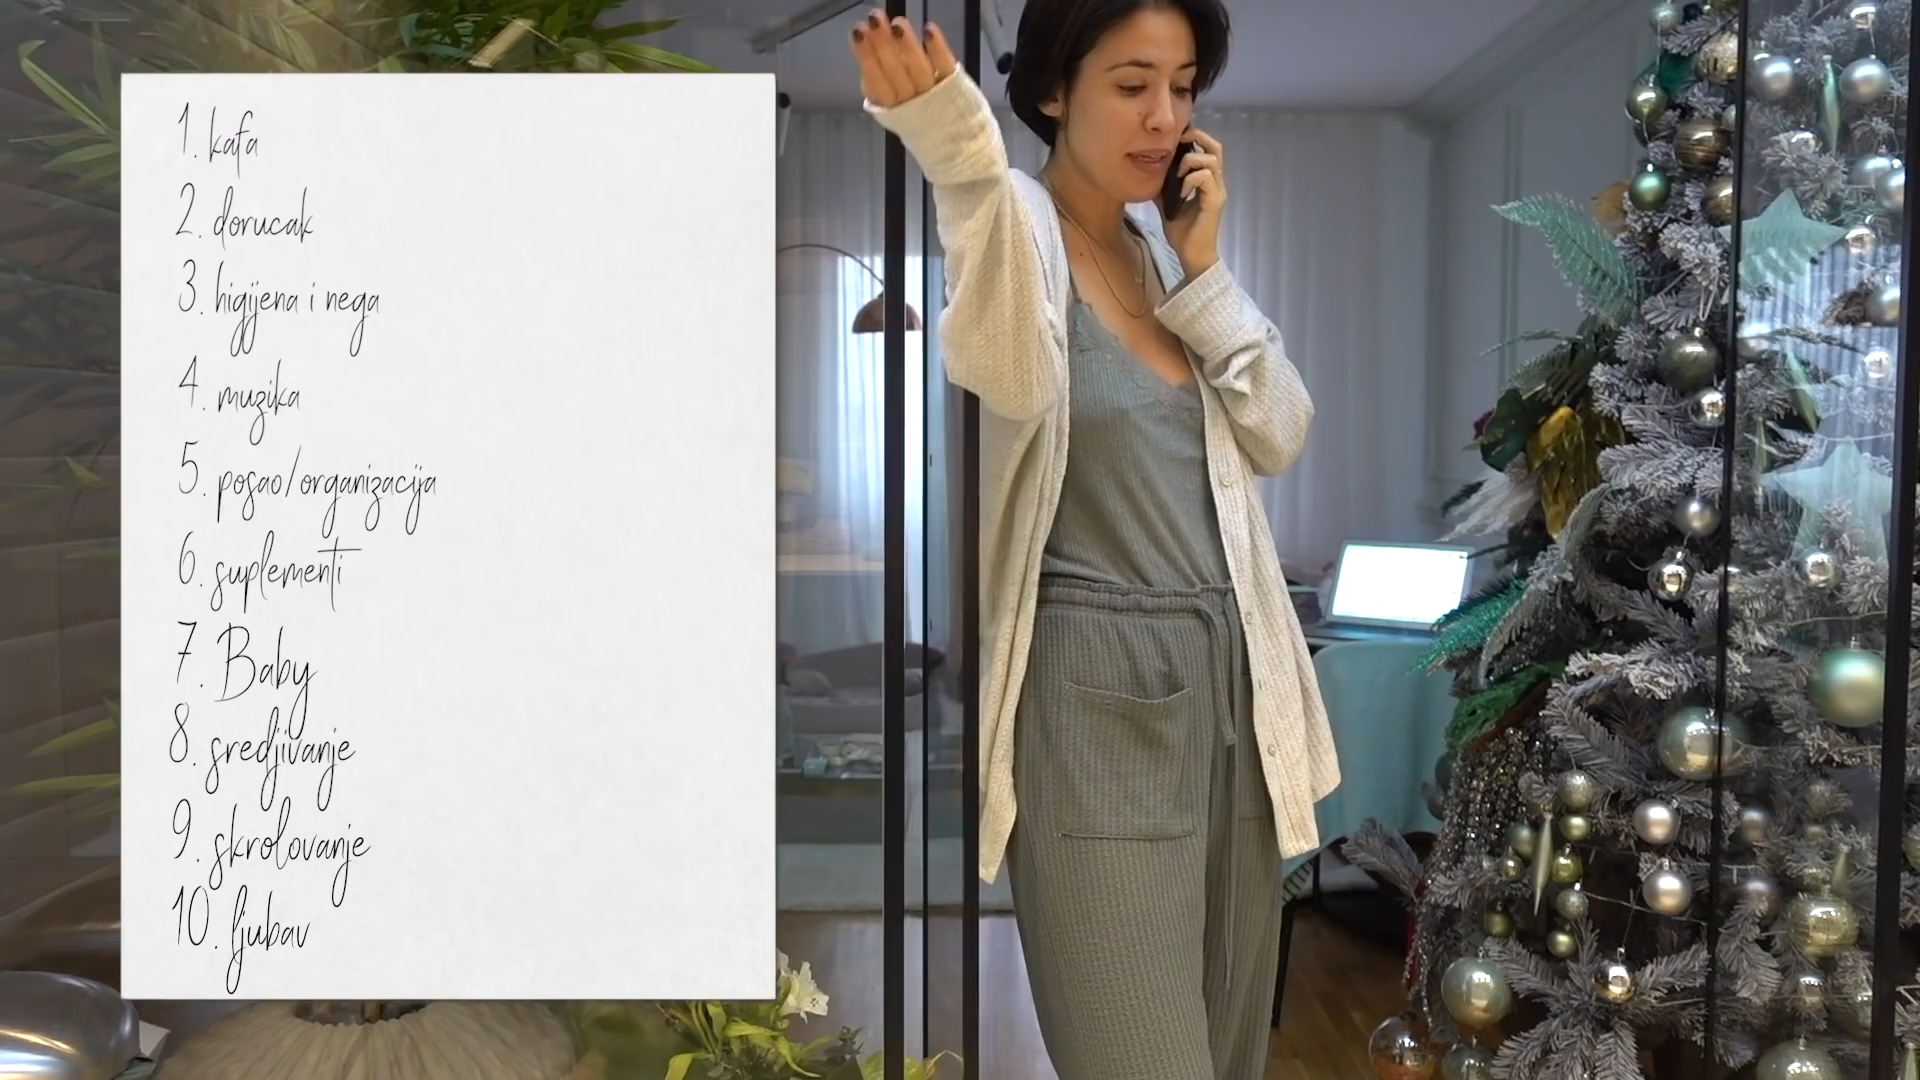 1. kafa
2. dorucak
3. higijena i nega
4. muzika
5. posao/organizacija
6. suplementi
7. Baby
8. sredjivanje
9. skrolovanje
10. ljubav